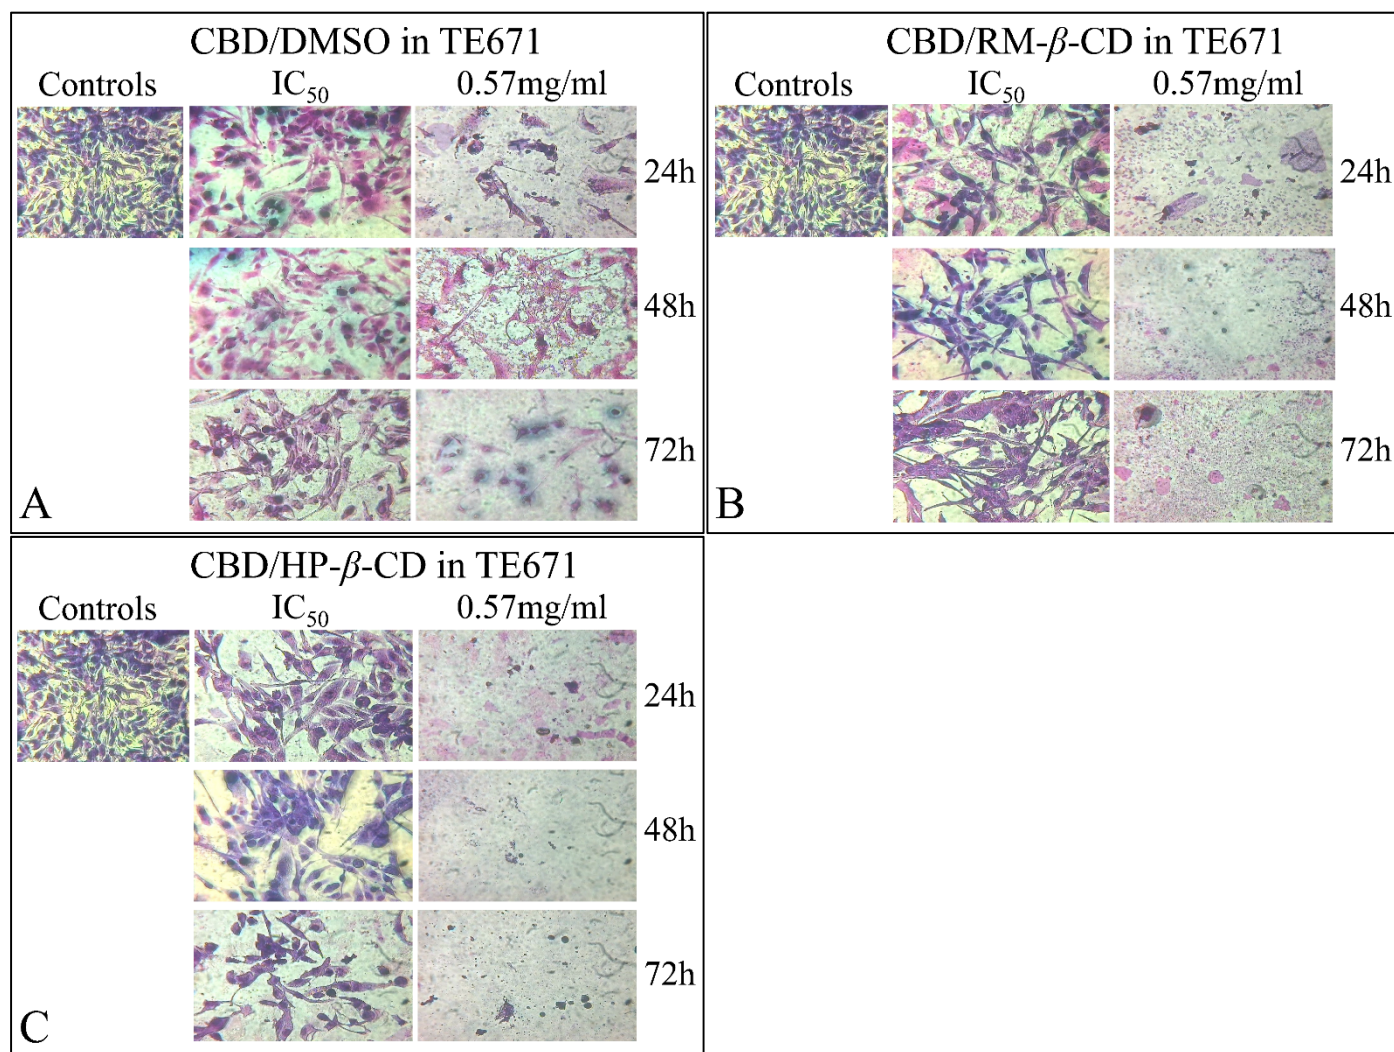 CBD/DMSO in TE671
Controls IC50 0.57mg/ml
24h
48h
72h
A
CBD/RM-β-CD in TE671
Controls IC50 0.57mg/ml
24h
48h
72h
B
CBD/HP-β-CD in TE671
Controls IC50 0.57mg/ml
24h
48h
72h
C